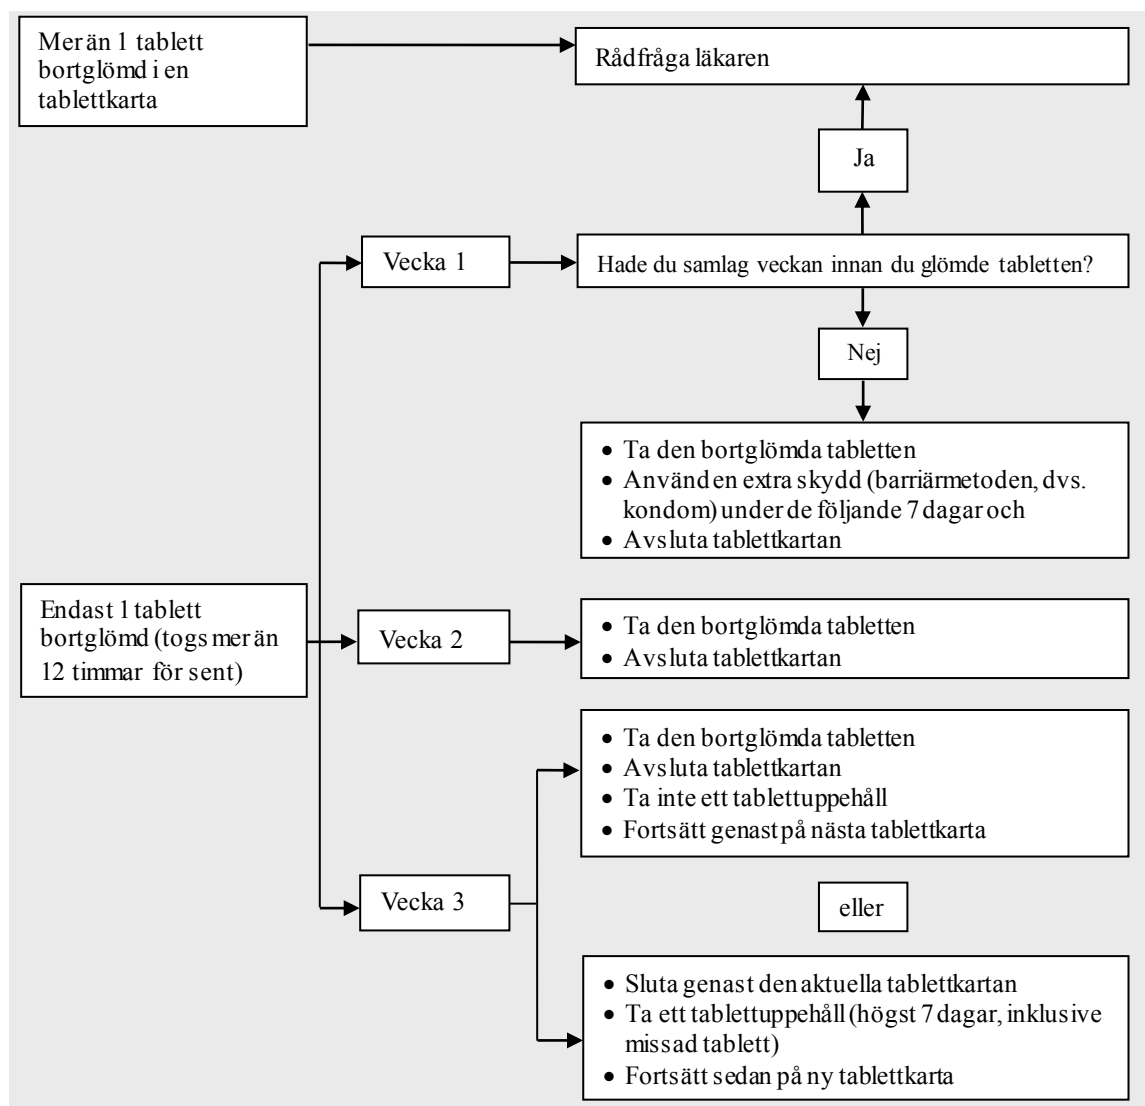 Mer än 1 tablett
bortglömd i en
tablettkarta
Rådfråga läkaren
Ja
Vecka 1
Hade du samlag veckan innan du glömde tabletten?
Nej
• Ta den bortglömda tabletten
• Använd en extra skydd (barriärmetoden, dvs.
kondom) under de följande 7 dagar och
• Avsluta tablettkartan
Endast 1 tablett
bortglömd (togs mer än
12 timmar för sent)
Vecka 2
• Ta den bortglömda tabletten
• Avsluta tablettkartan
• Ta den bortglömda tabletten
• Avsluta tablettkartan
• Ta inte ett tablettuppehåll
• Fortsätt genast på nästa tablettkarta
Vecka 3
eller
• Sluta genast den aktuella tablettkartan
• Ta ett tablettuppehåll (högst 7 dagar, inklusive
missad tablett)
• Fortsätt sedan på ny tablettkarta